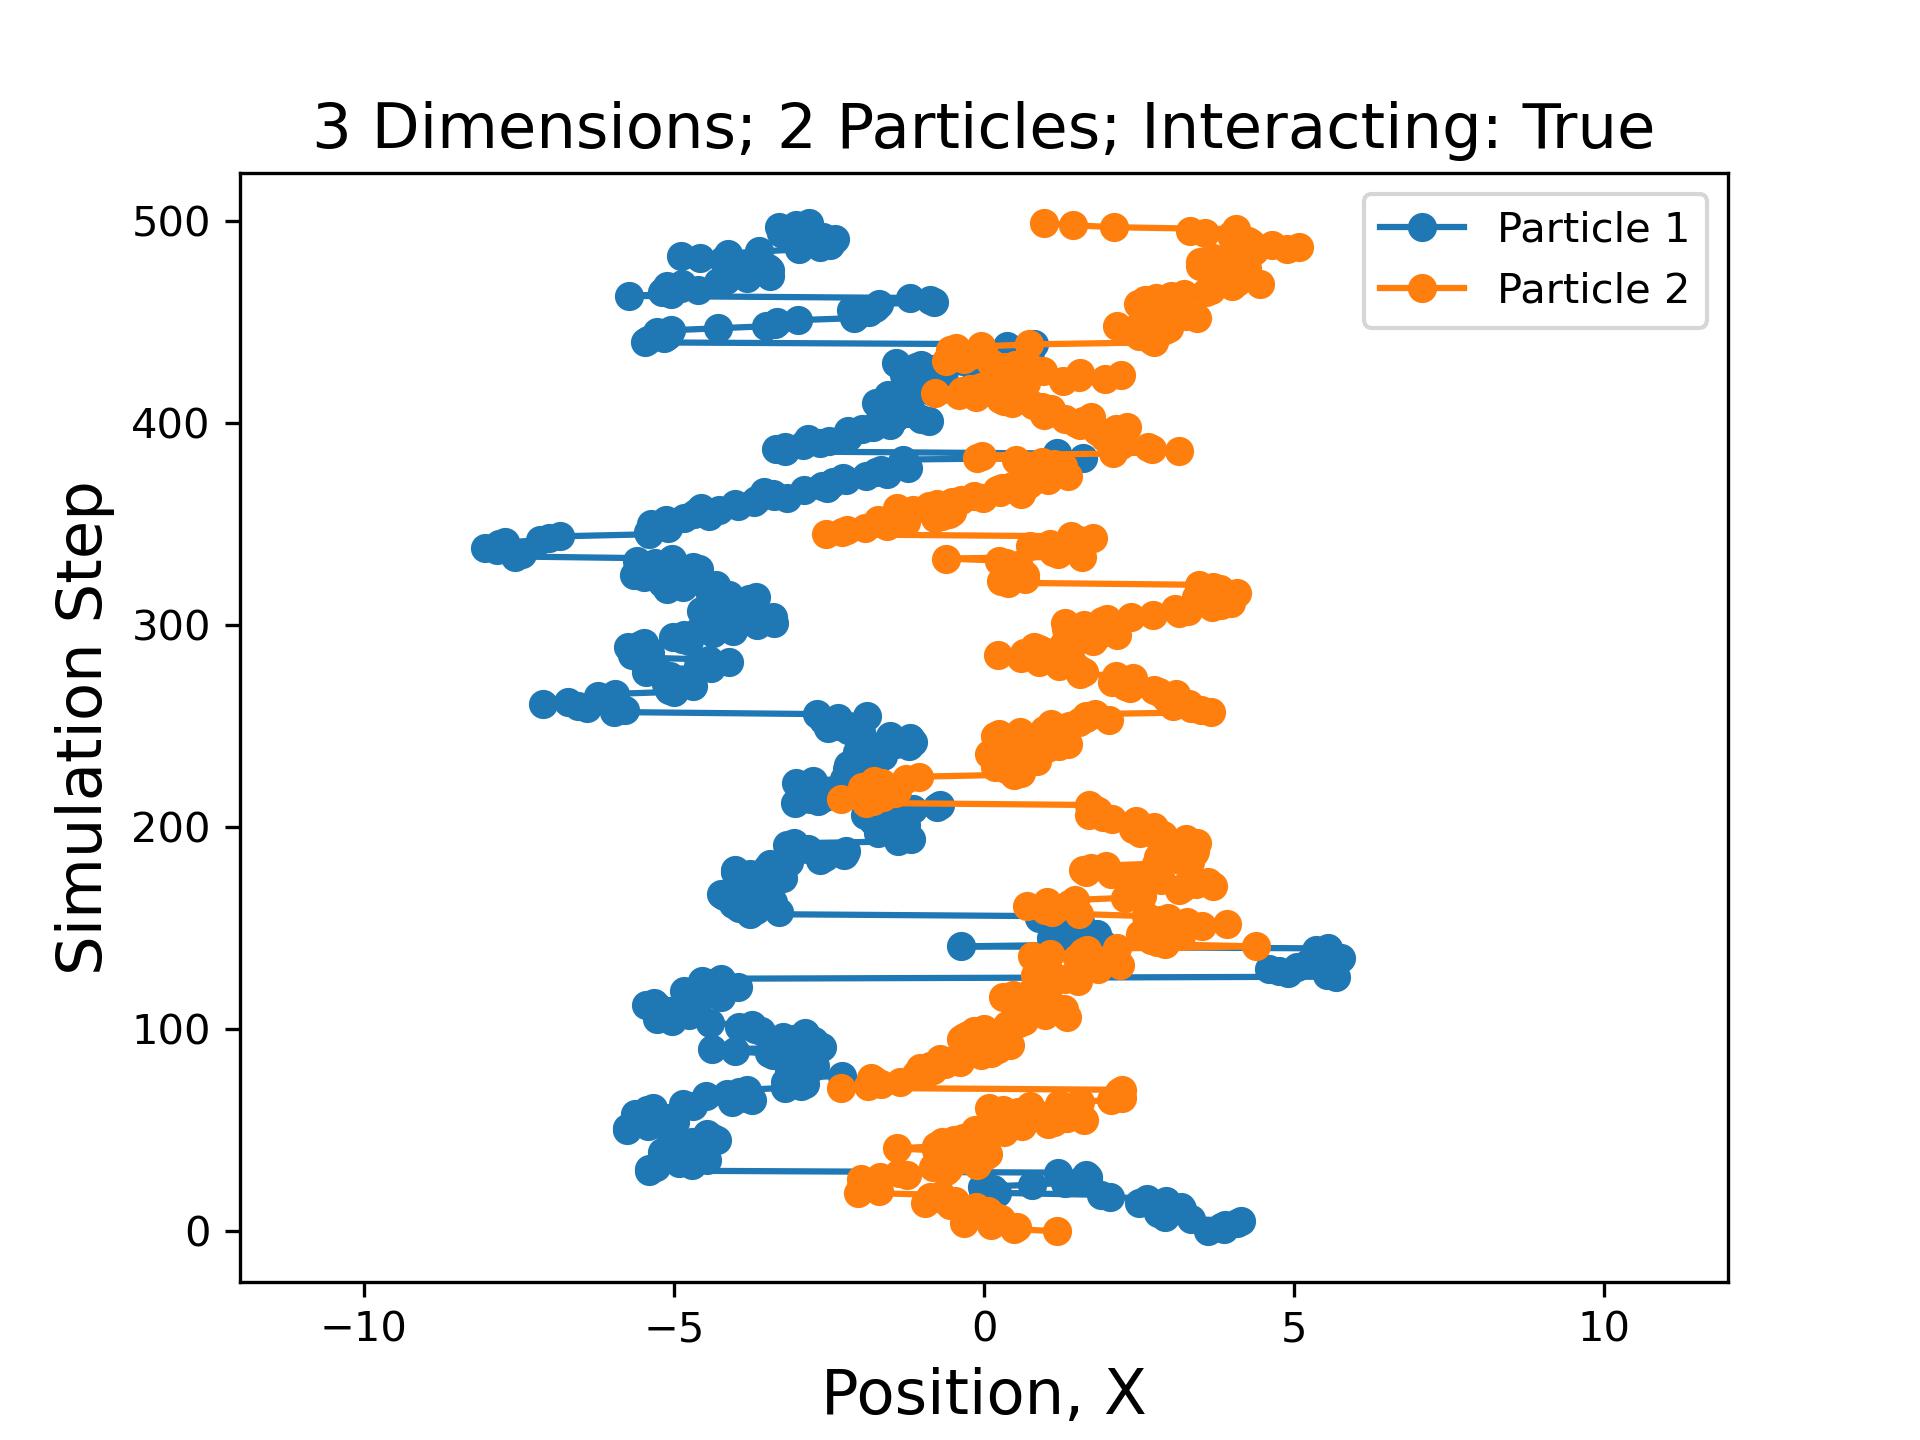 3 Dimensions; 2 Particles; Interacting: True
Particle 1
Particle 2
500
400
300
200
100
0
Simulation Step
−10
−5
0
5
10
Position, X